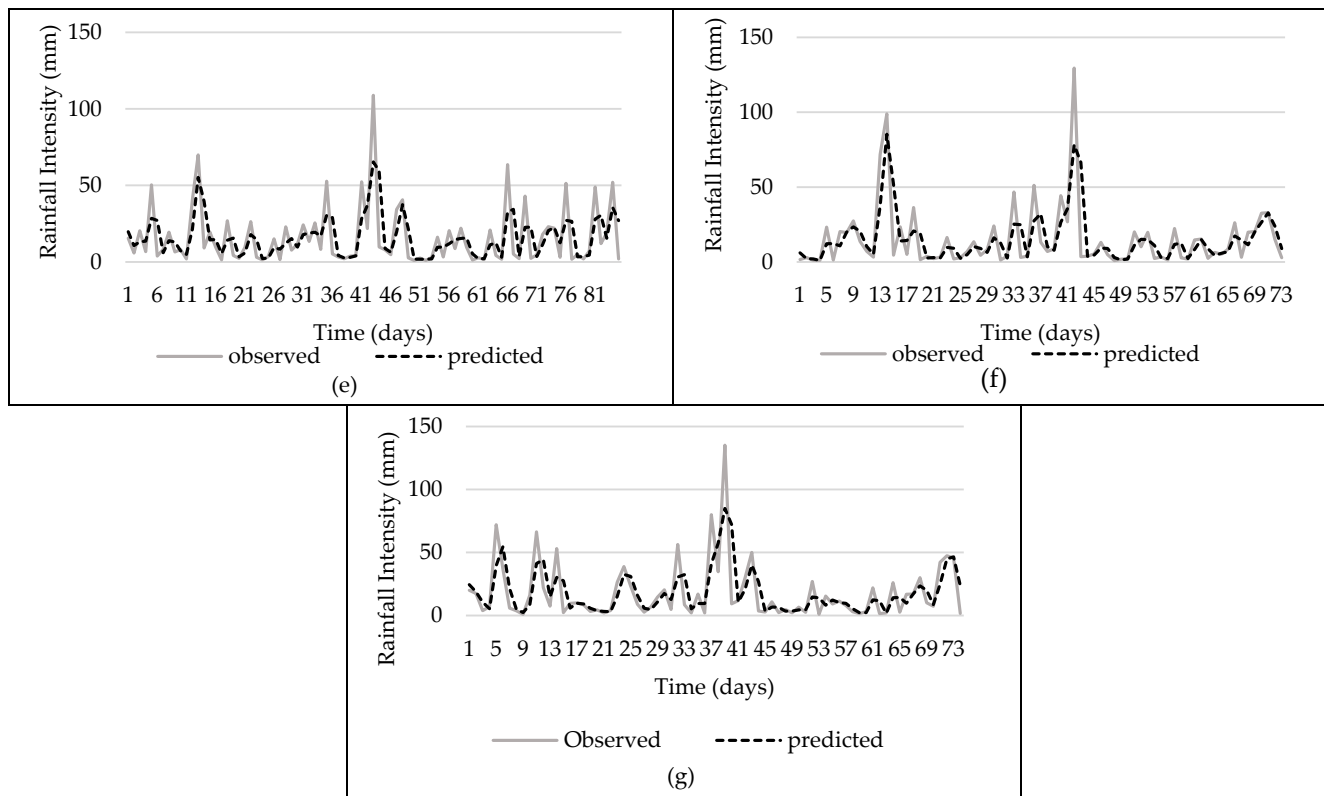 150
100
50
0
Rainfall Intensity (mm)
1 6 11 16 21 26 31 36 41 46 51 56 61 66 71 76 81
Time (days)
observed predicted
(e)
150
100
50
0
Rainfall Intensity (mm)
1 5 9 13 17 21 25 29 33 37 41 45 49 53 57 61 65 69 73
Time (days)
observed predicted
(f)
150
100
50
0
Rainfall Intensity (mm)
1 5 9 13 17 21 25 29 33 37 41 45 49 53 57 61 65 69 73
Time (days)
Observed predicted
(g)